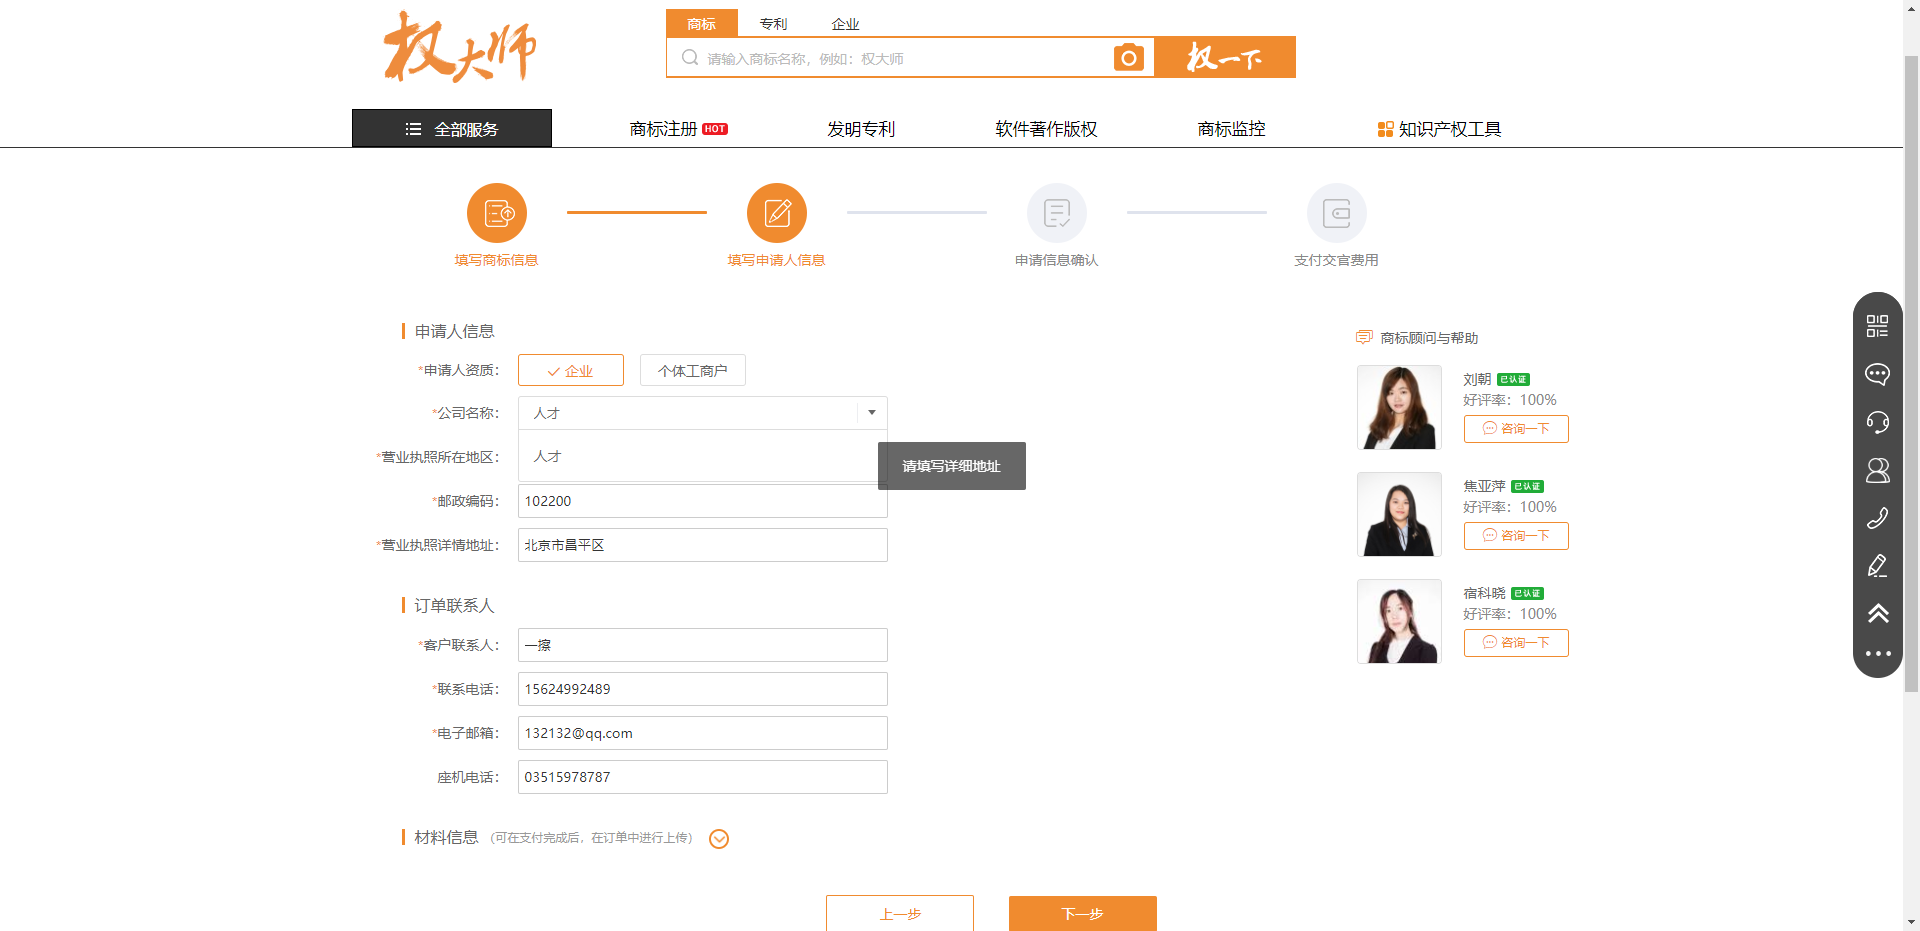 权大师
商标
专利
企业
请输入商标名称，例如：权大师
权一下
全部服务
商标注册 HOT
发明专利
软件著作版权
商标监控
知识产权工具
填写商标信息
填写申请人信息
申请信息确认
支付交官费用
申请人信息
*申请人资质：
企业
个体工商户
*公司名称：
人才
人才
*营业执照所在地区：
请填写详细地址
*邮政编码：
102200
*营业执照详情地址：
北京市昌平区
订单联系人
*客户联系人：
一擦
*联系电话：
15624992489
*电子邮箱：
132132@qq.com
座机电话：
03515978787
材料信息 （可在支付完成后，在订单中进行上传）
上一步
下一步
商标顾问与帮助
刘朝 已认证
好评率：100%
咨询一下
焦亚萍 已认证
好评率：100%
咨询一下
宿科晓 已认证
好评率：100%
咨询一下